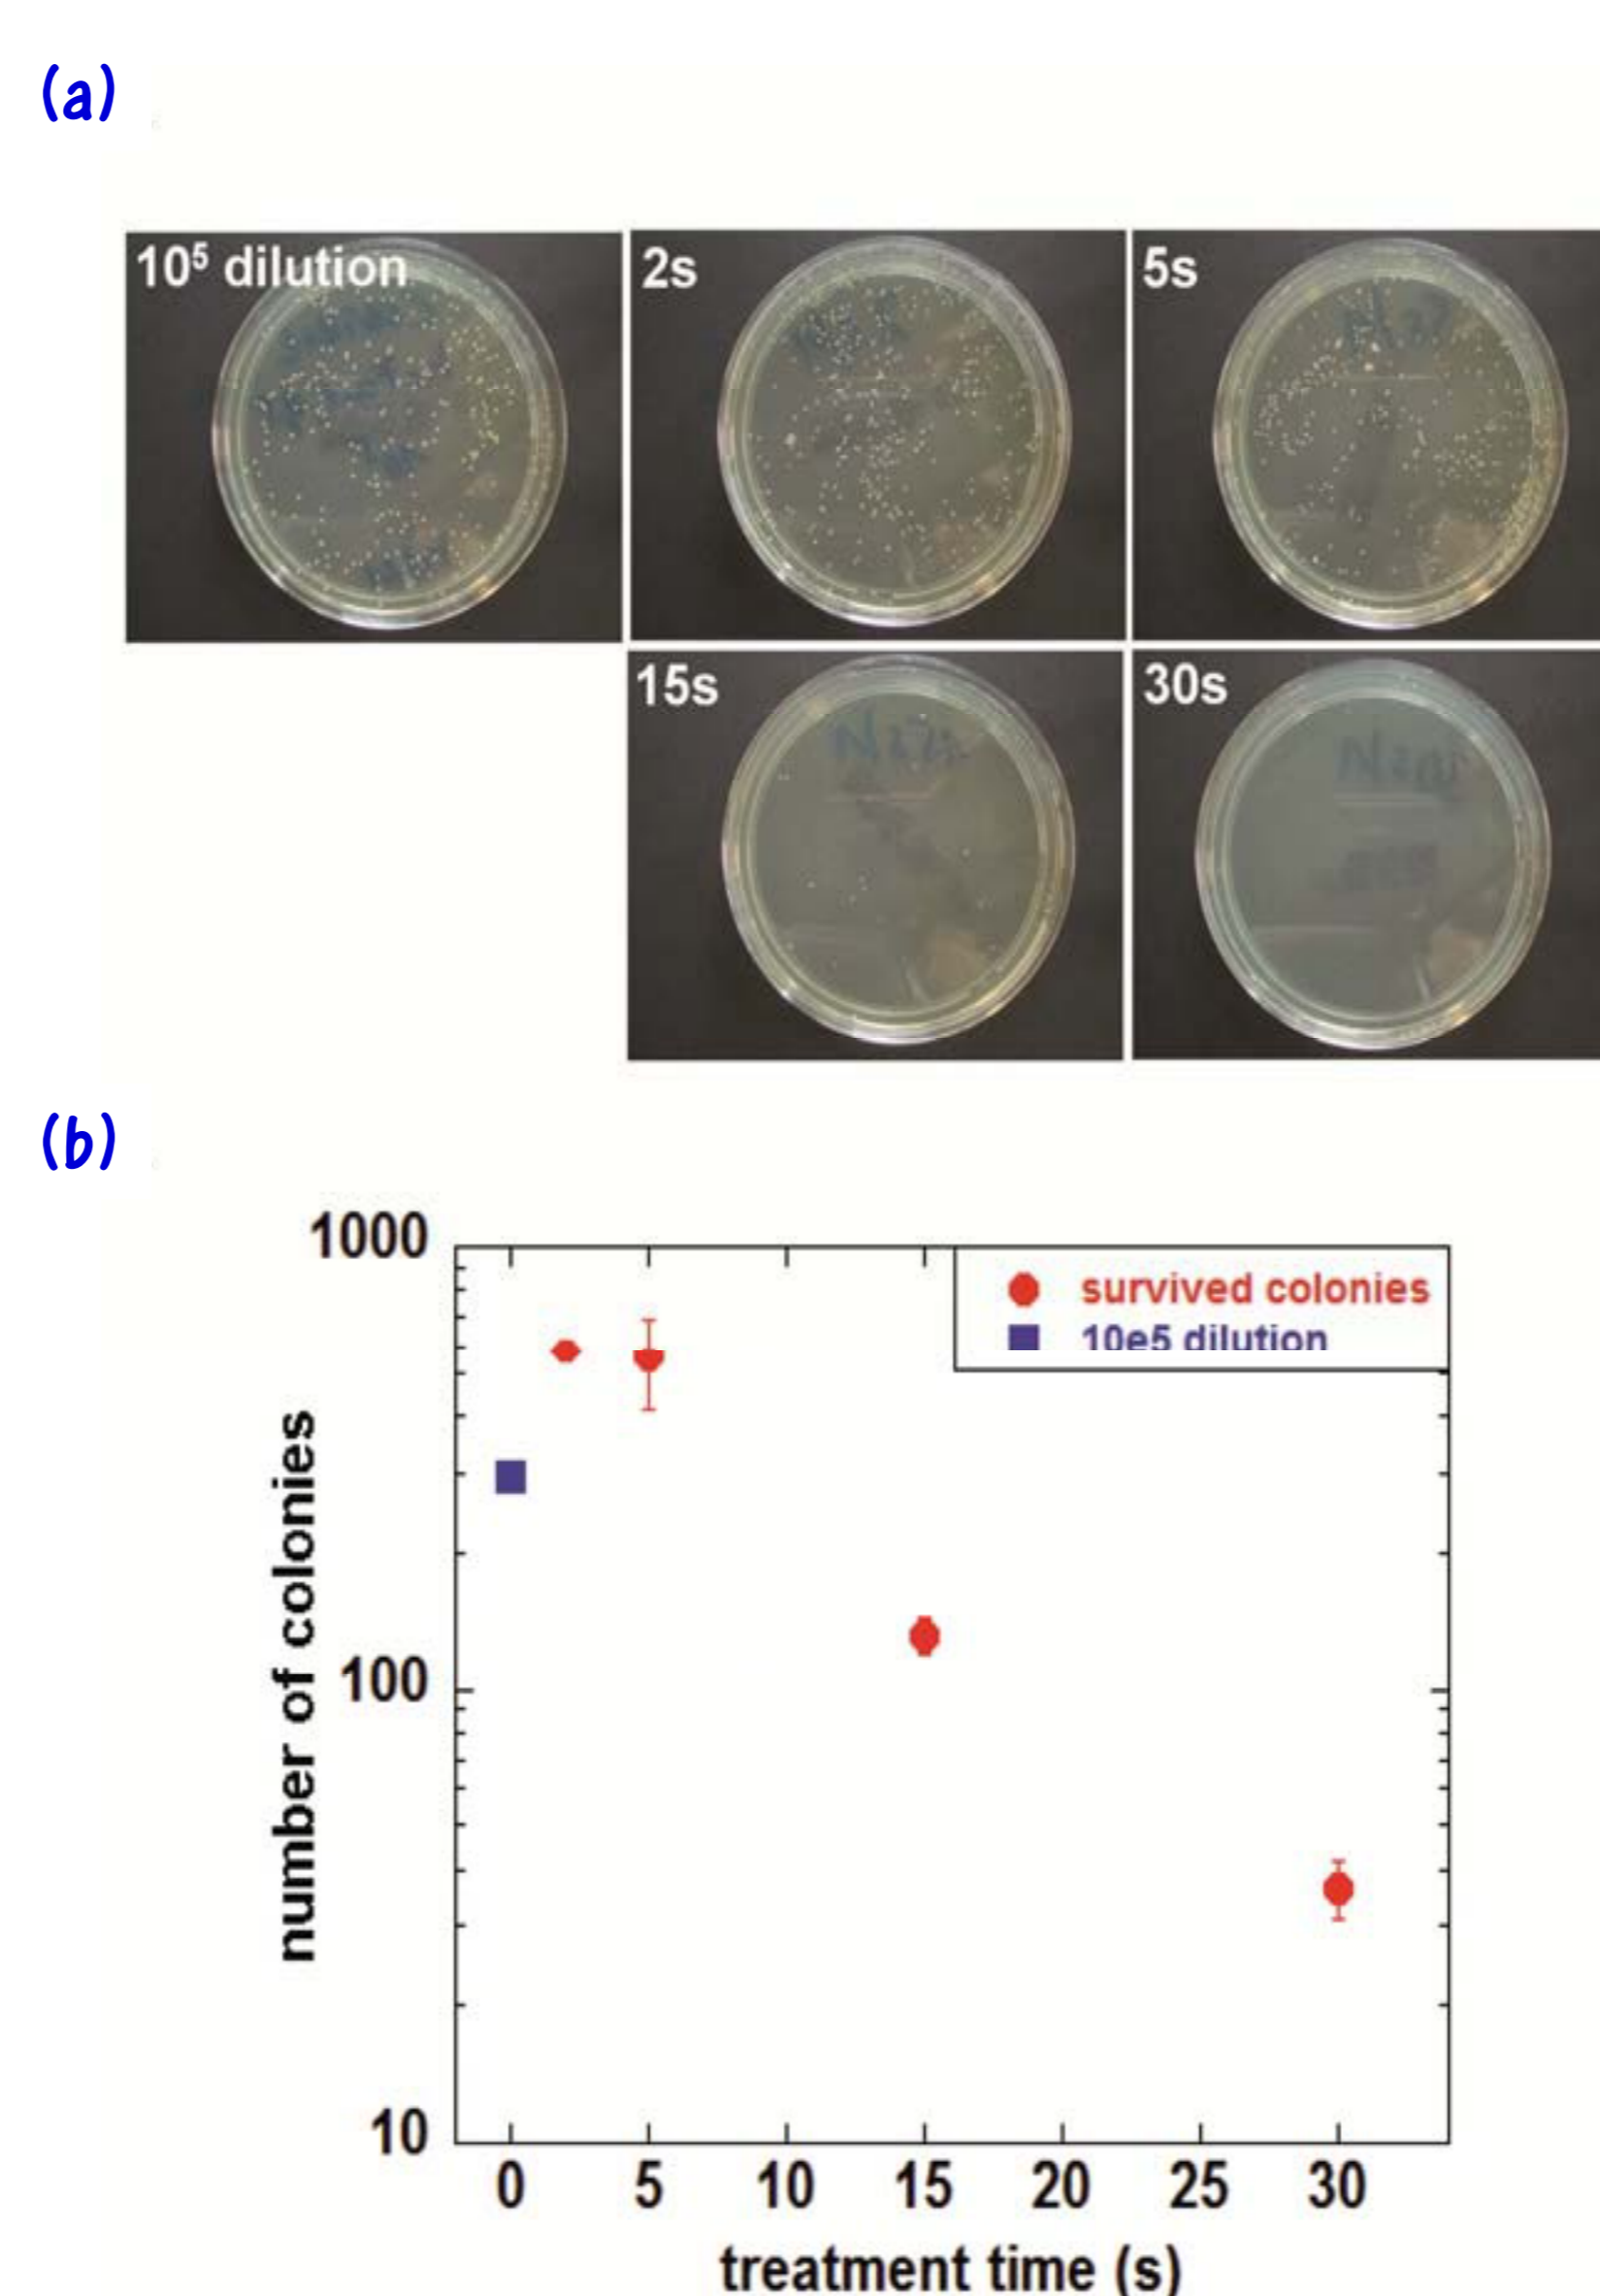 (a)
10⁵ dilution
2s
5s
15s
30s
(b)
1000
survived colonies
10e5 dilution
100
10
number of colonies
0 5 10 15 20 25 30
treatment time (s)